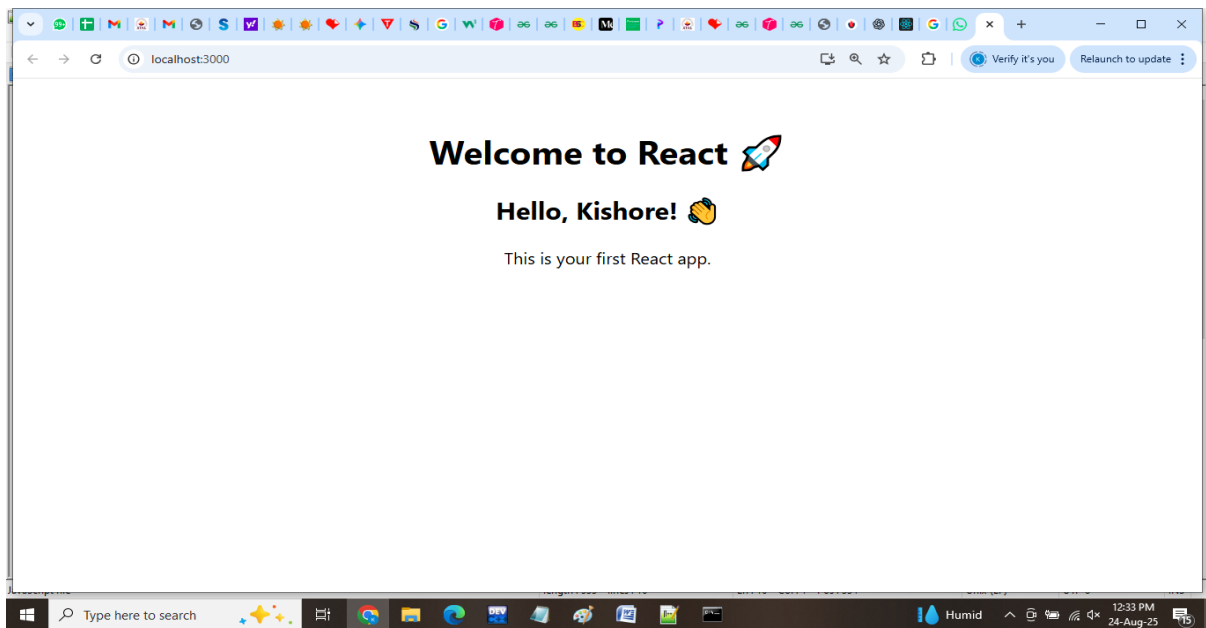 localhost:3000
Verify it's you
Relaunch to update
Welcome to React 🚀
Hello, Kishore! 👋
This is your first React app.
Type here to search
Humid
12:33 PM
24-Aug-25
15